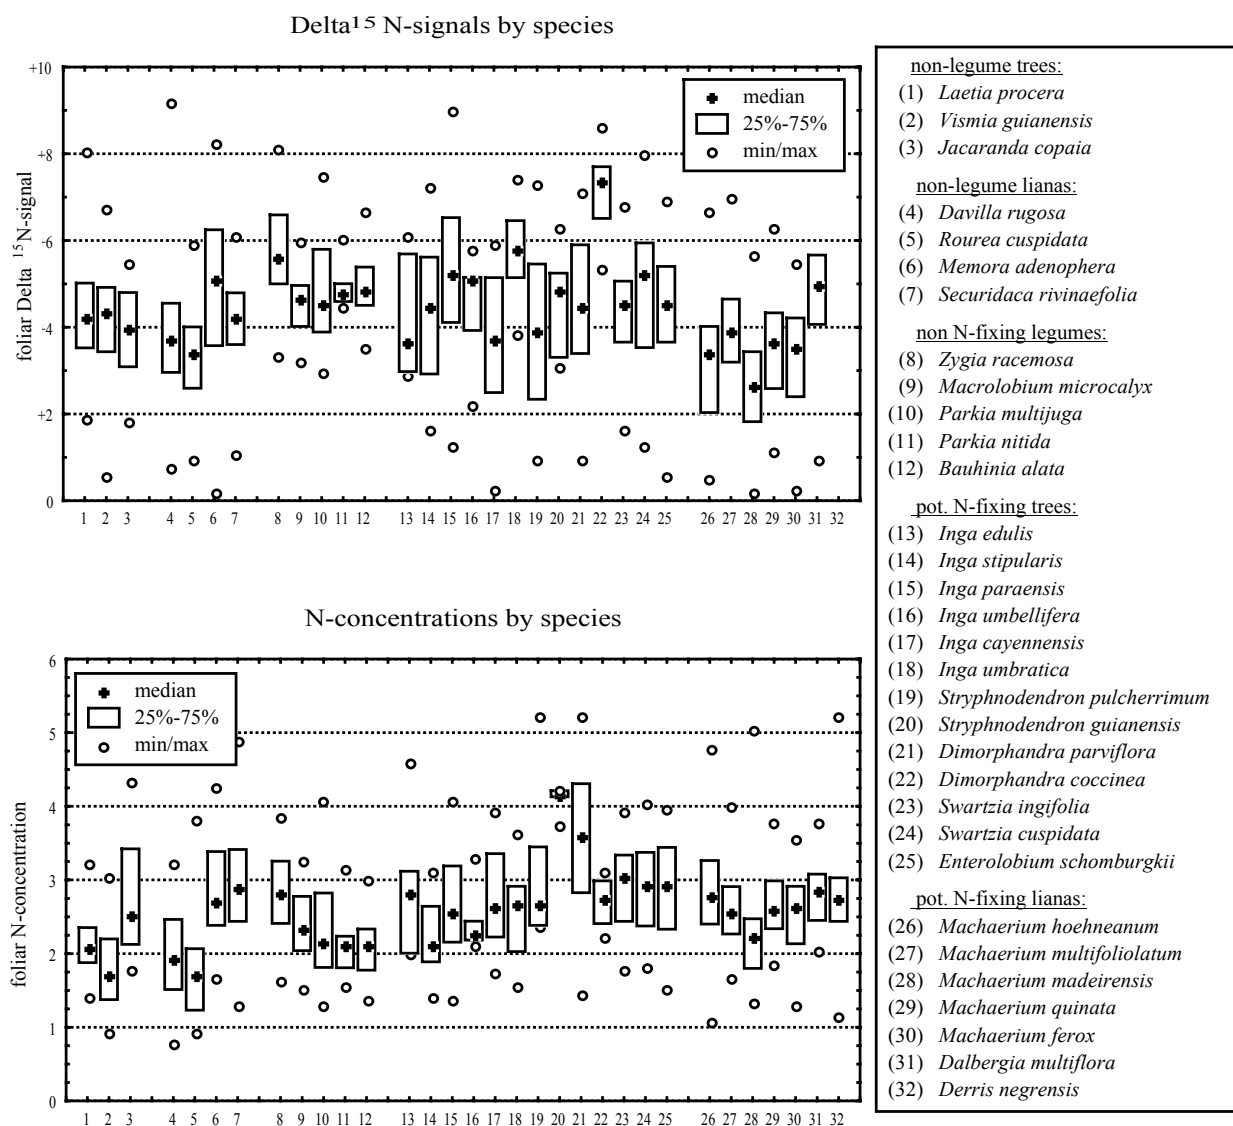 Delta¹⁵ N-signals by species
foliar Delta ¹⁵N-signal
+10
+8
+6
-4
+2
0
median
25%-75%
min/max
1 2 3 4 5 6 7 8 9 10 11 12 13 14 15 16 17 18 19 20 21 22 23 24 25 26 27 28 29 30 31 32
N-concentrations by species
foliar N-concentration
6
5
4
3
2
1
0
median
25%-75%
min/max
1 2 3 4 5 6 7 8 9 10 11 12 13 14 15 16 17 18 19 20 21 22 23 24 25 26 27 28 29 30 31 32
non-legume trees:
(1) Laetia procera
(2) Vismia guianensis
(3) Jacaranda copaia
non-legume lianas:
(4) Davilla rugosa
(5) Rourea cuspidata
(6) Memora adenophera
(7) Securidaca rivinaefolia
non N-fixing legumes:
(8) Zygia racemosa
(9) Macrolobium microcalyx
(10) Parkia multijuga
(11) Parkia nitida
(12) Bauhinia alata
pot. N-fixing trees:
(13) Inga edulis
(14) Inga stipularis
(15) Inga paraensis
(16) Inga umbellifera
(17) Inga cayennensis
(18) Inga umbratica
(19) Stryphnodendron pulcherrimum
(20) Stryphnodendron guianensis
(21) Dimorphandra parviflora
(22) Dimorphandra coccinea
(23) Swartzia ingifolia
(24) Swartzia cuspidata
(25) Enterolobium schomburgkii
pot. N-fixing lianas:
(26) Machaerium hoehneanum
(27) Machaerium multifoliolatum
(28) Machaerium madeirensis
(29) Machaerium quinata
(30) Machaerium ferox
(31) Dalbergia multiflora
(32) Derris negrensis